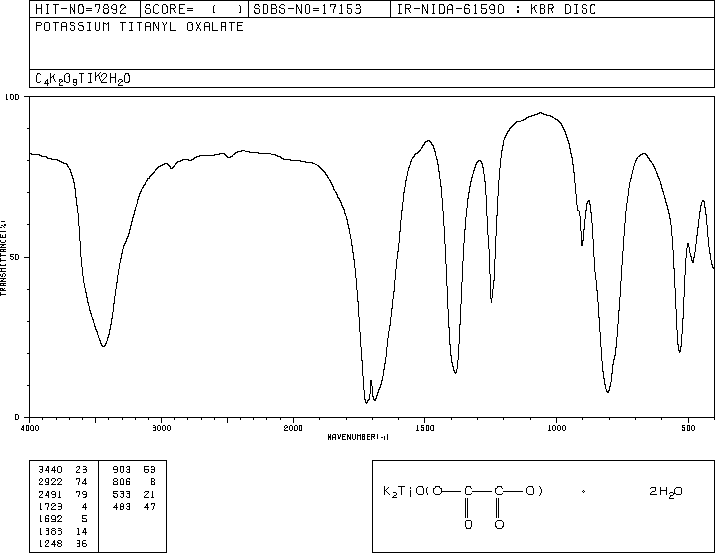 HIT-NO=7892 SCORE= ( ) SDBS-NO=17153 IR-NIDA-61590 : KBR DISC
POTASSIUM TITANYL OXALATE
C4K2O9TIK2H2O
100
50
0
TRANSMITTANCE(%)
4000 3000 2000 1500 1000 500
WAVENUMBER(-1)
3440 23 903 53
2922 74 806 8
2491 79 533 21
1723 4 483 47
1692 5
1383 14
1248 36
K2TiO(O C C O) · 2H2O
O O